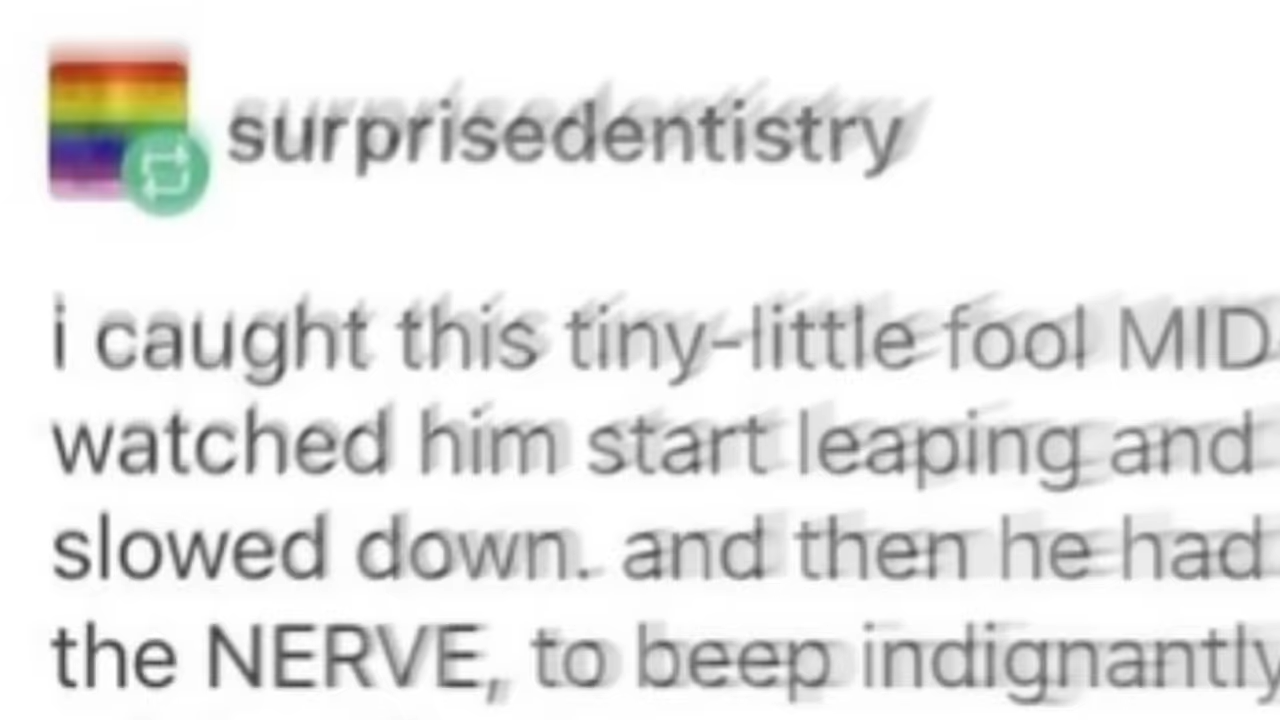 surprisedentistry
i caught this tiny-little fool MID-
watched him start leaping and
slowed down. and then he had
the NERVE, to beep indignantly